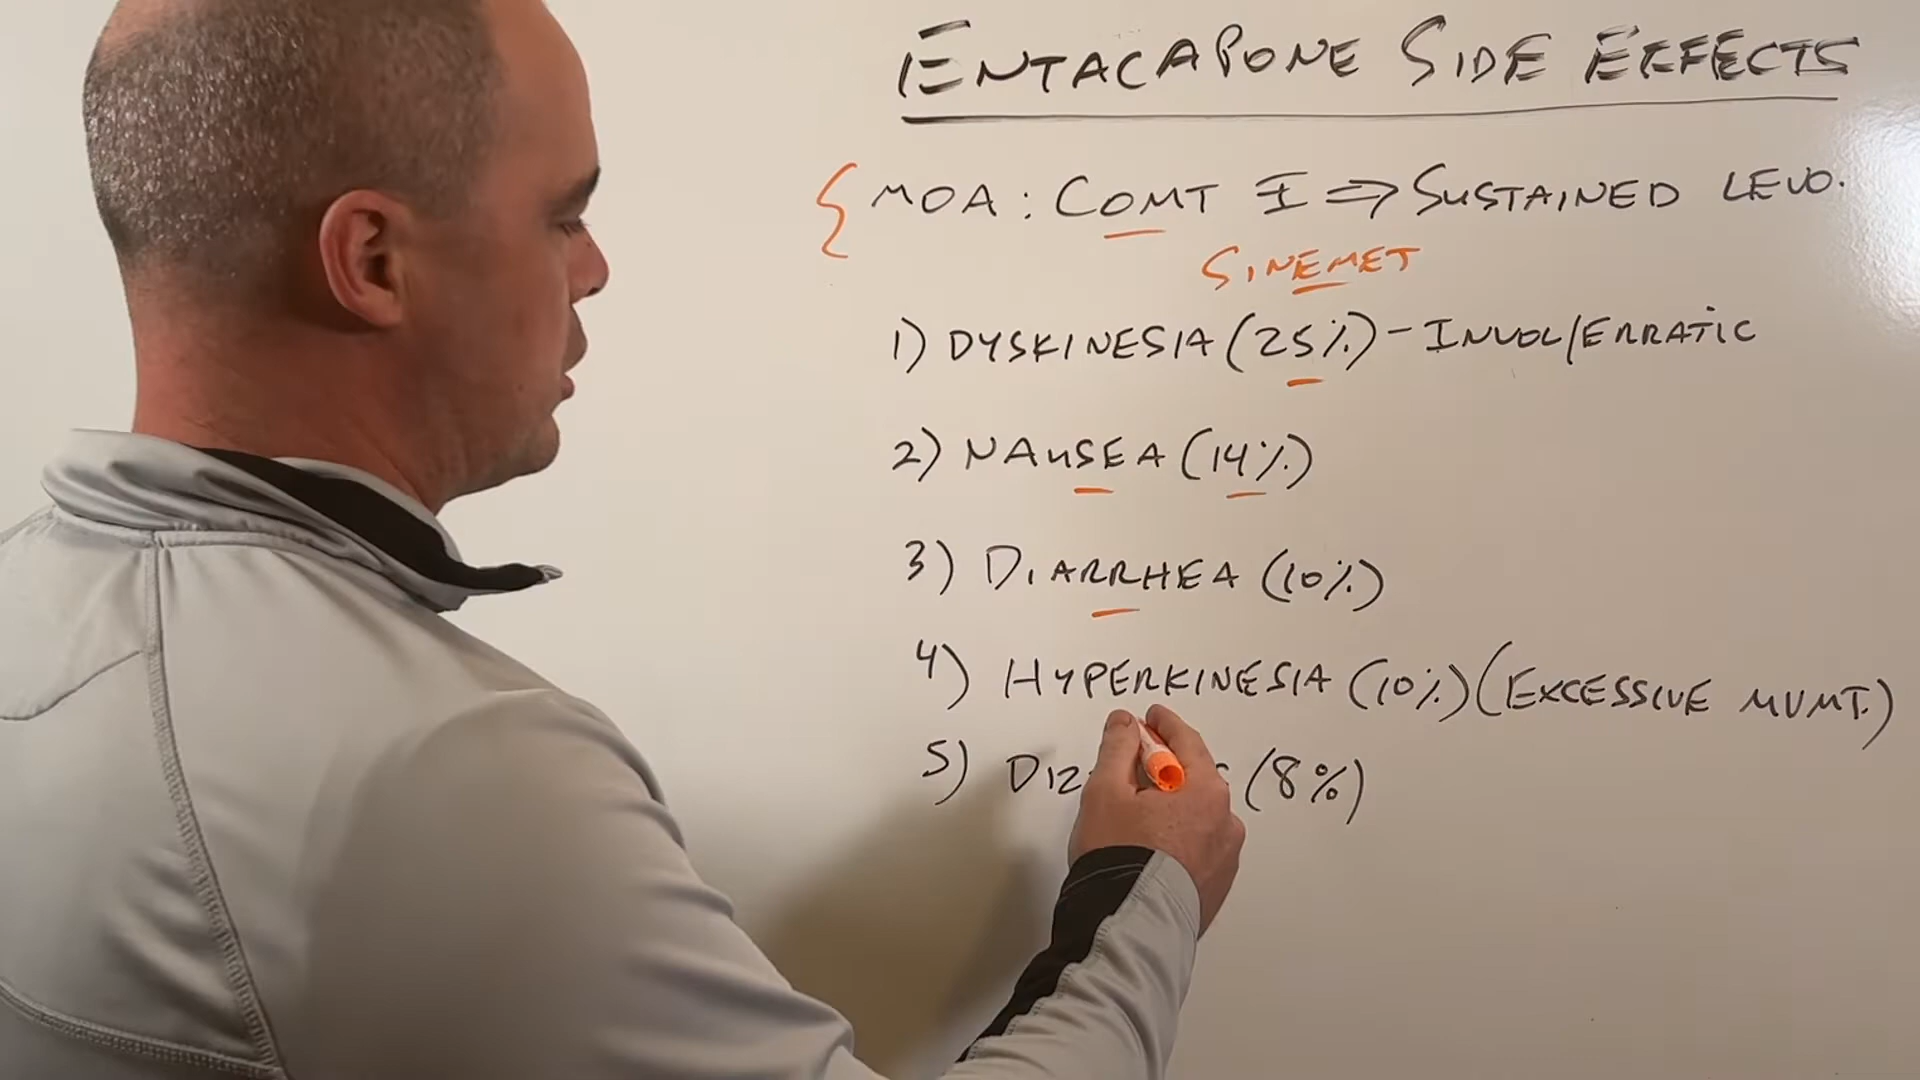 ENTACAPONE SIDE EFFECTS
MOA: COMT I ⇒ SUSTAINED LEVO.
SINEMET
1) DYSKINESIA (25%) - INVOL/ERRATIC
2) NAUSEA (14%)
3) DIARRHEA (10%)
4) HYPERKINESIA (10%) (EXCESSIVE MVMT.)
5) (8%)